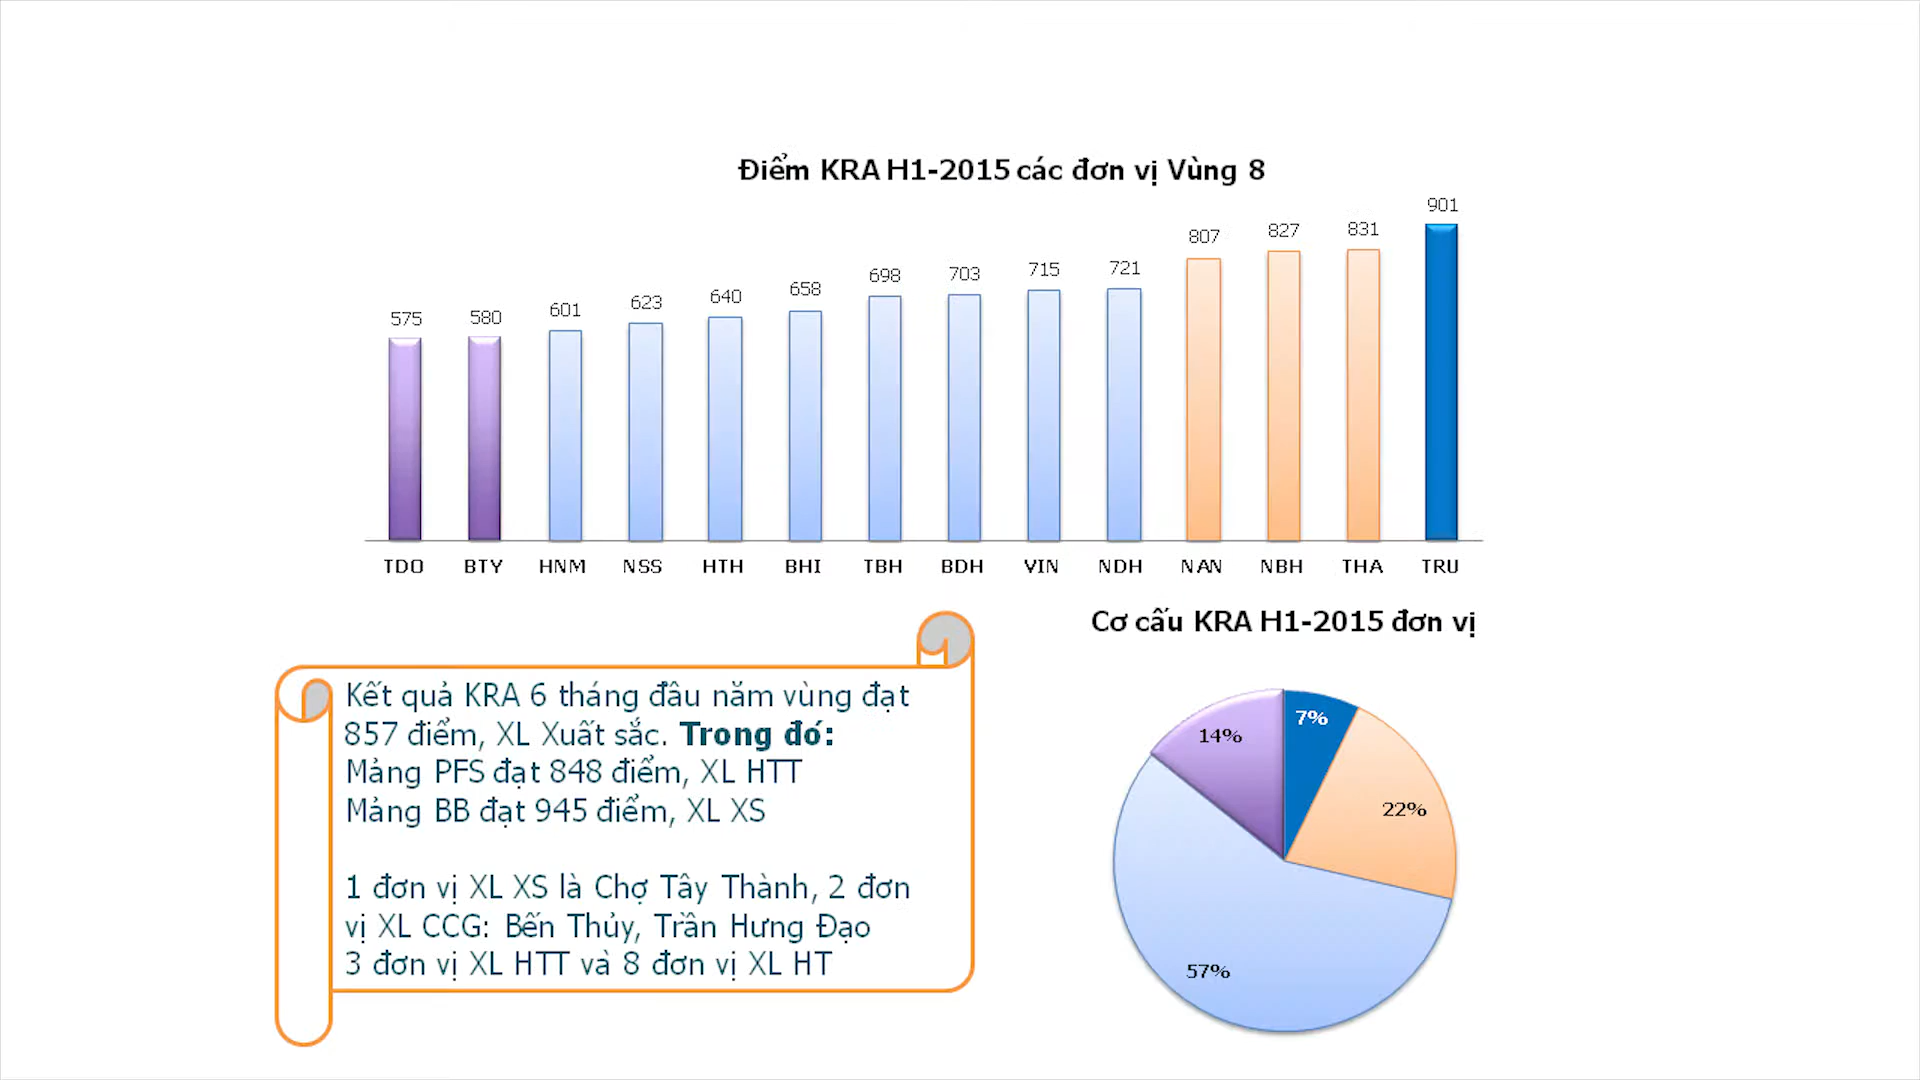 Điểm KRA H1-2015 các đơn vị Vùng 8
575 580 601 623 640 658 698 703 715 721 807 827 831 901
TDO BTY HNM NSS HTH BHI TBH BDH VIN NDH NAN NBH THA TRU
Kết quả KRA 6 tháng đầu năm vùng đạt
857 điểm, XL Xuất sắc. Trong đó:
Mảng PFS đạt 848 điểm, XL HTT
Mảng BB đạt 945 điểm, XL XS
1 đơn vị XL XS là Chợ Tây Thành, 2 đơn
vị XL CCG: Bến Thủy, Trần Hưng Đạo
3 đơn vị XL HTT và 8 đơn vị XL HT
Cơ cấu KRA H1-2015 đơn vị
7%
14%
22%
57%